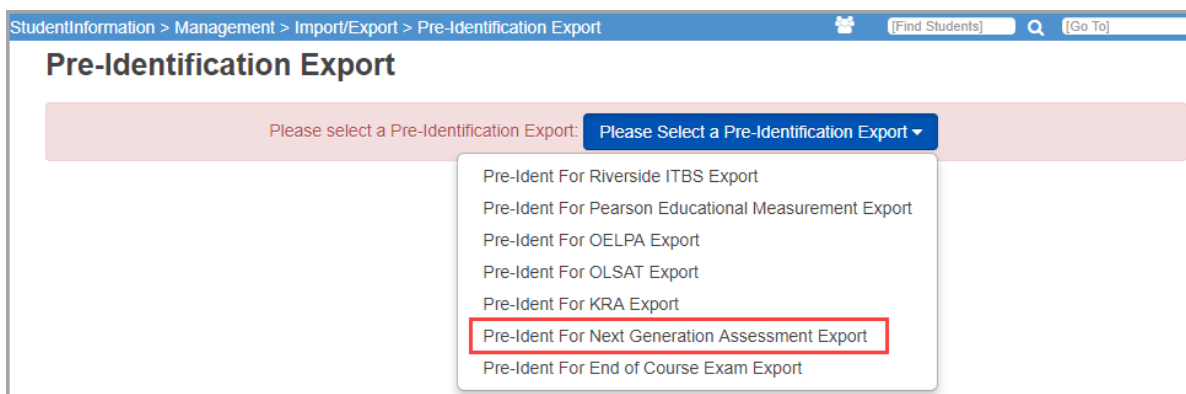 StudentInformation > Management > Import/Export > Pre-Identification Export [Find Students] [Go To]
Pre-Identification Export
Please select a Pre-Identification Export: Please Select a Pre-Identification Export
Pre-Ident For Riverside ITBS Export
Pre-Ident For Pearson Educational Measurement Export
Pre-Ident For OELPA Export
Pre-Ident For OLSAT Export
Pre-Ident For KRA Export
Pre-Ident For Next Generation Assessment Export
Pre-Ident For End of Course Exam Export